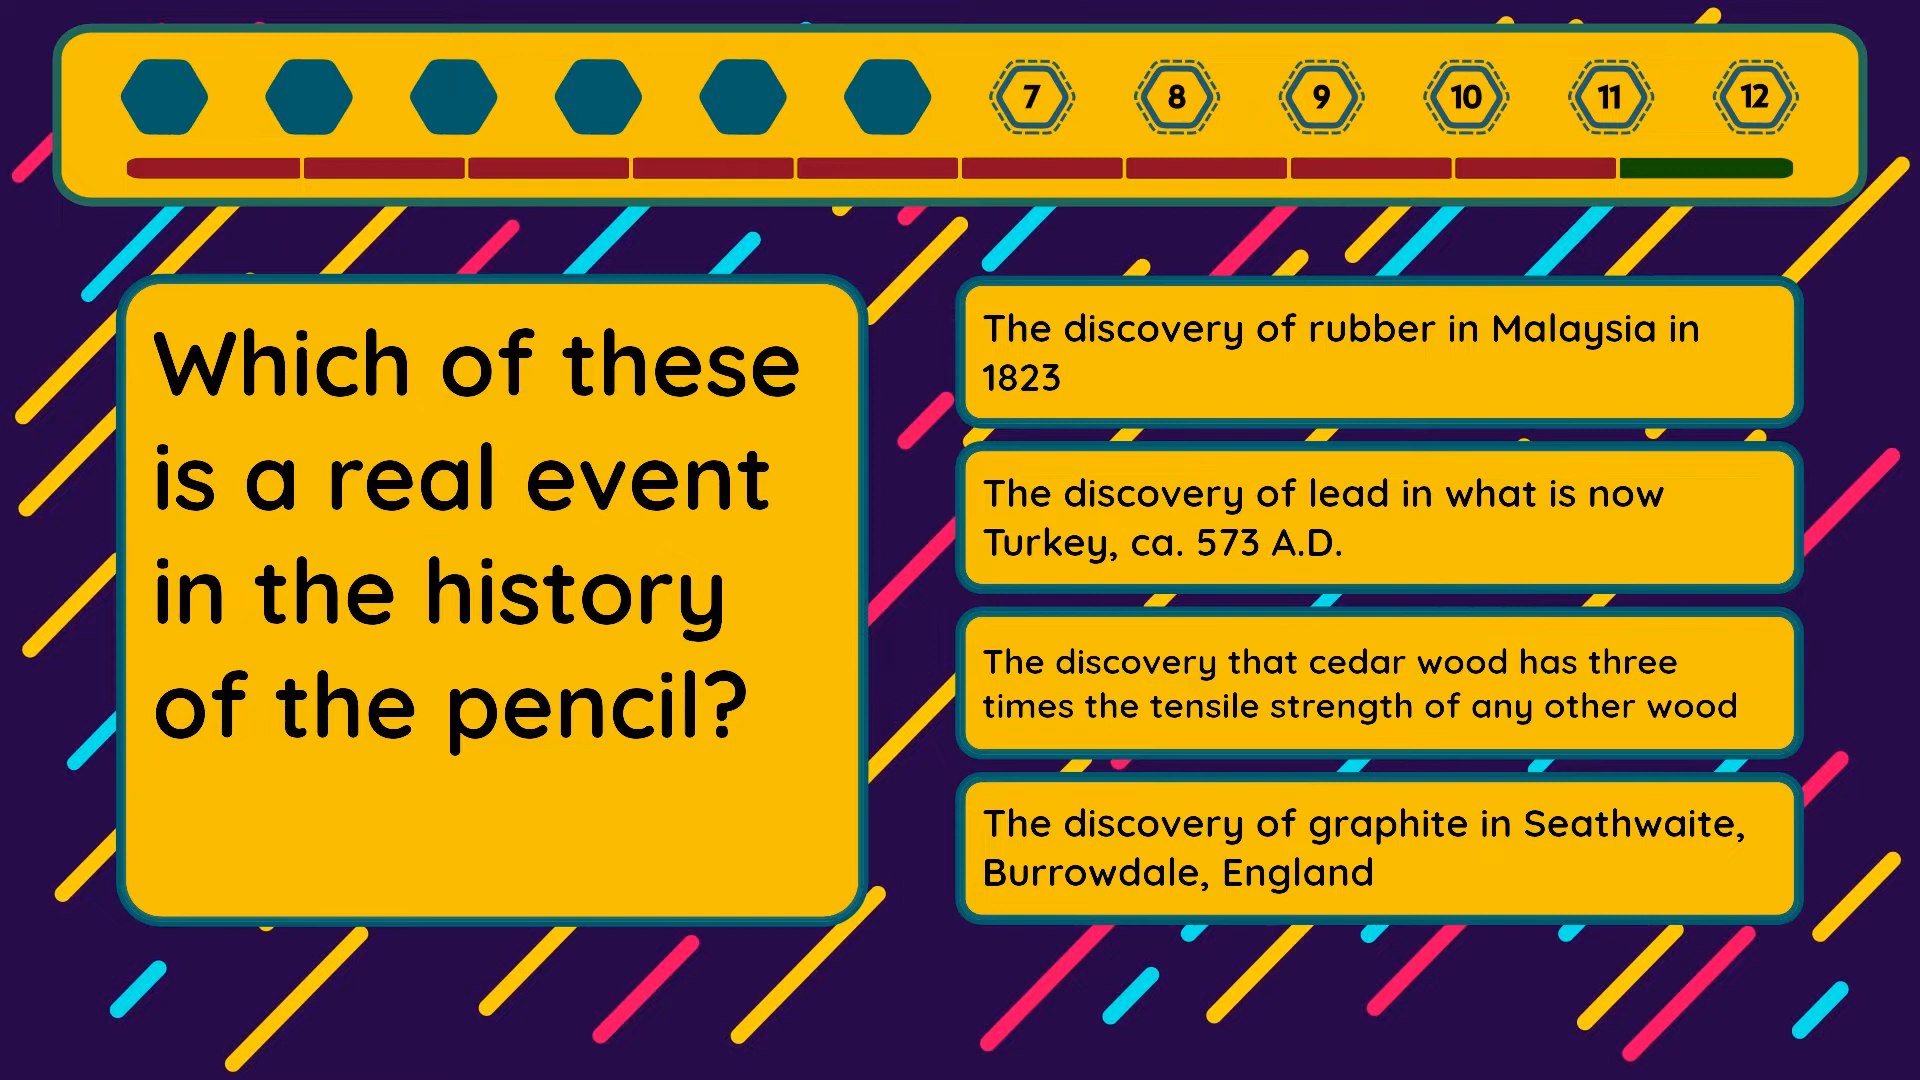 7 8 9 10 11 12
Which of these
is a real event
in the history
of the pencil?
The discovery of rubber in Malaysia in
1823
The discovery of lead in what is now
Turkey, ca. 573 A.D.
The discovery that cedar wood has three
times the tensile strength of any other wood
The discovery of graphite in Seathwaite,
Burrowdale, England